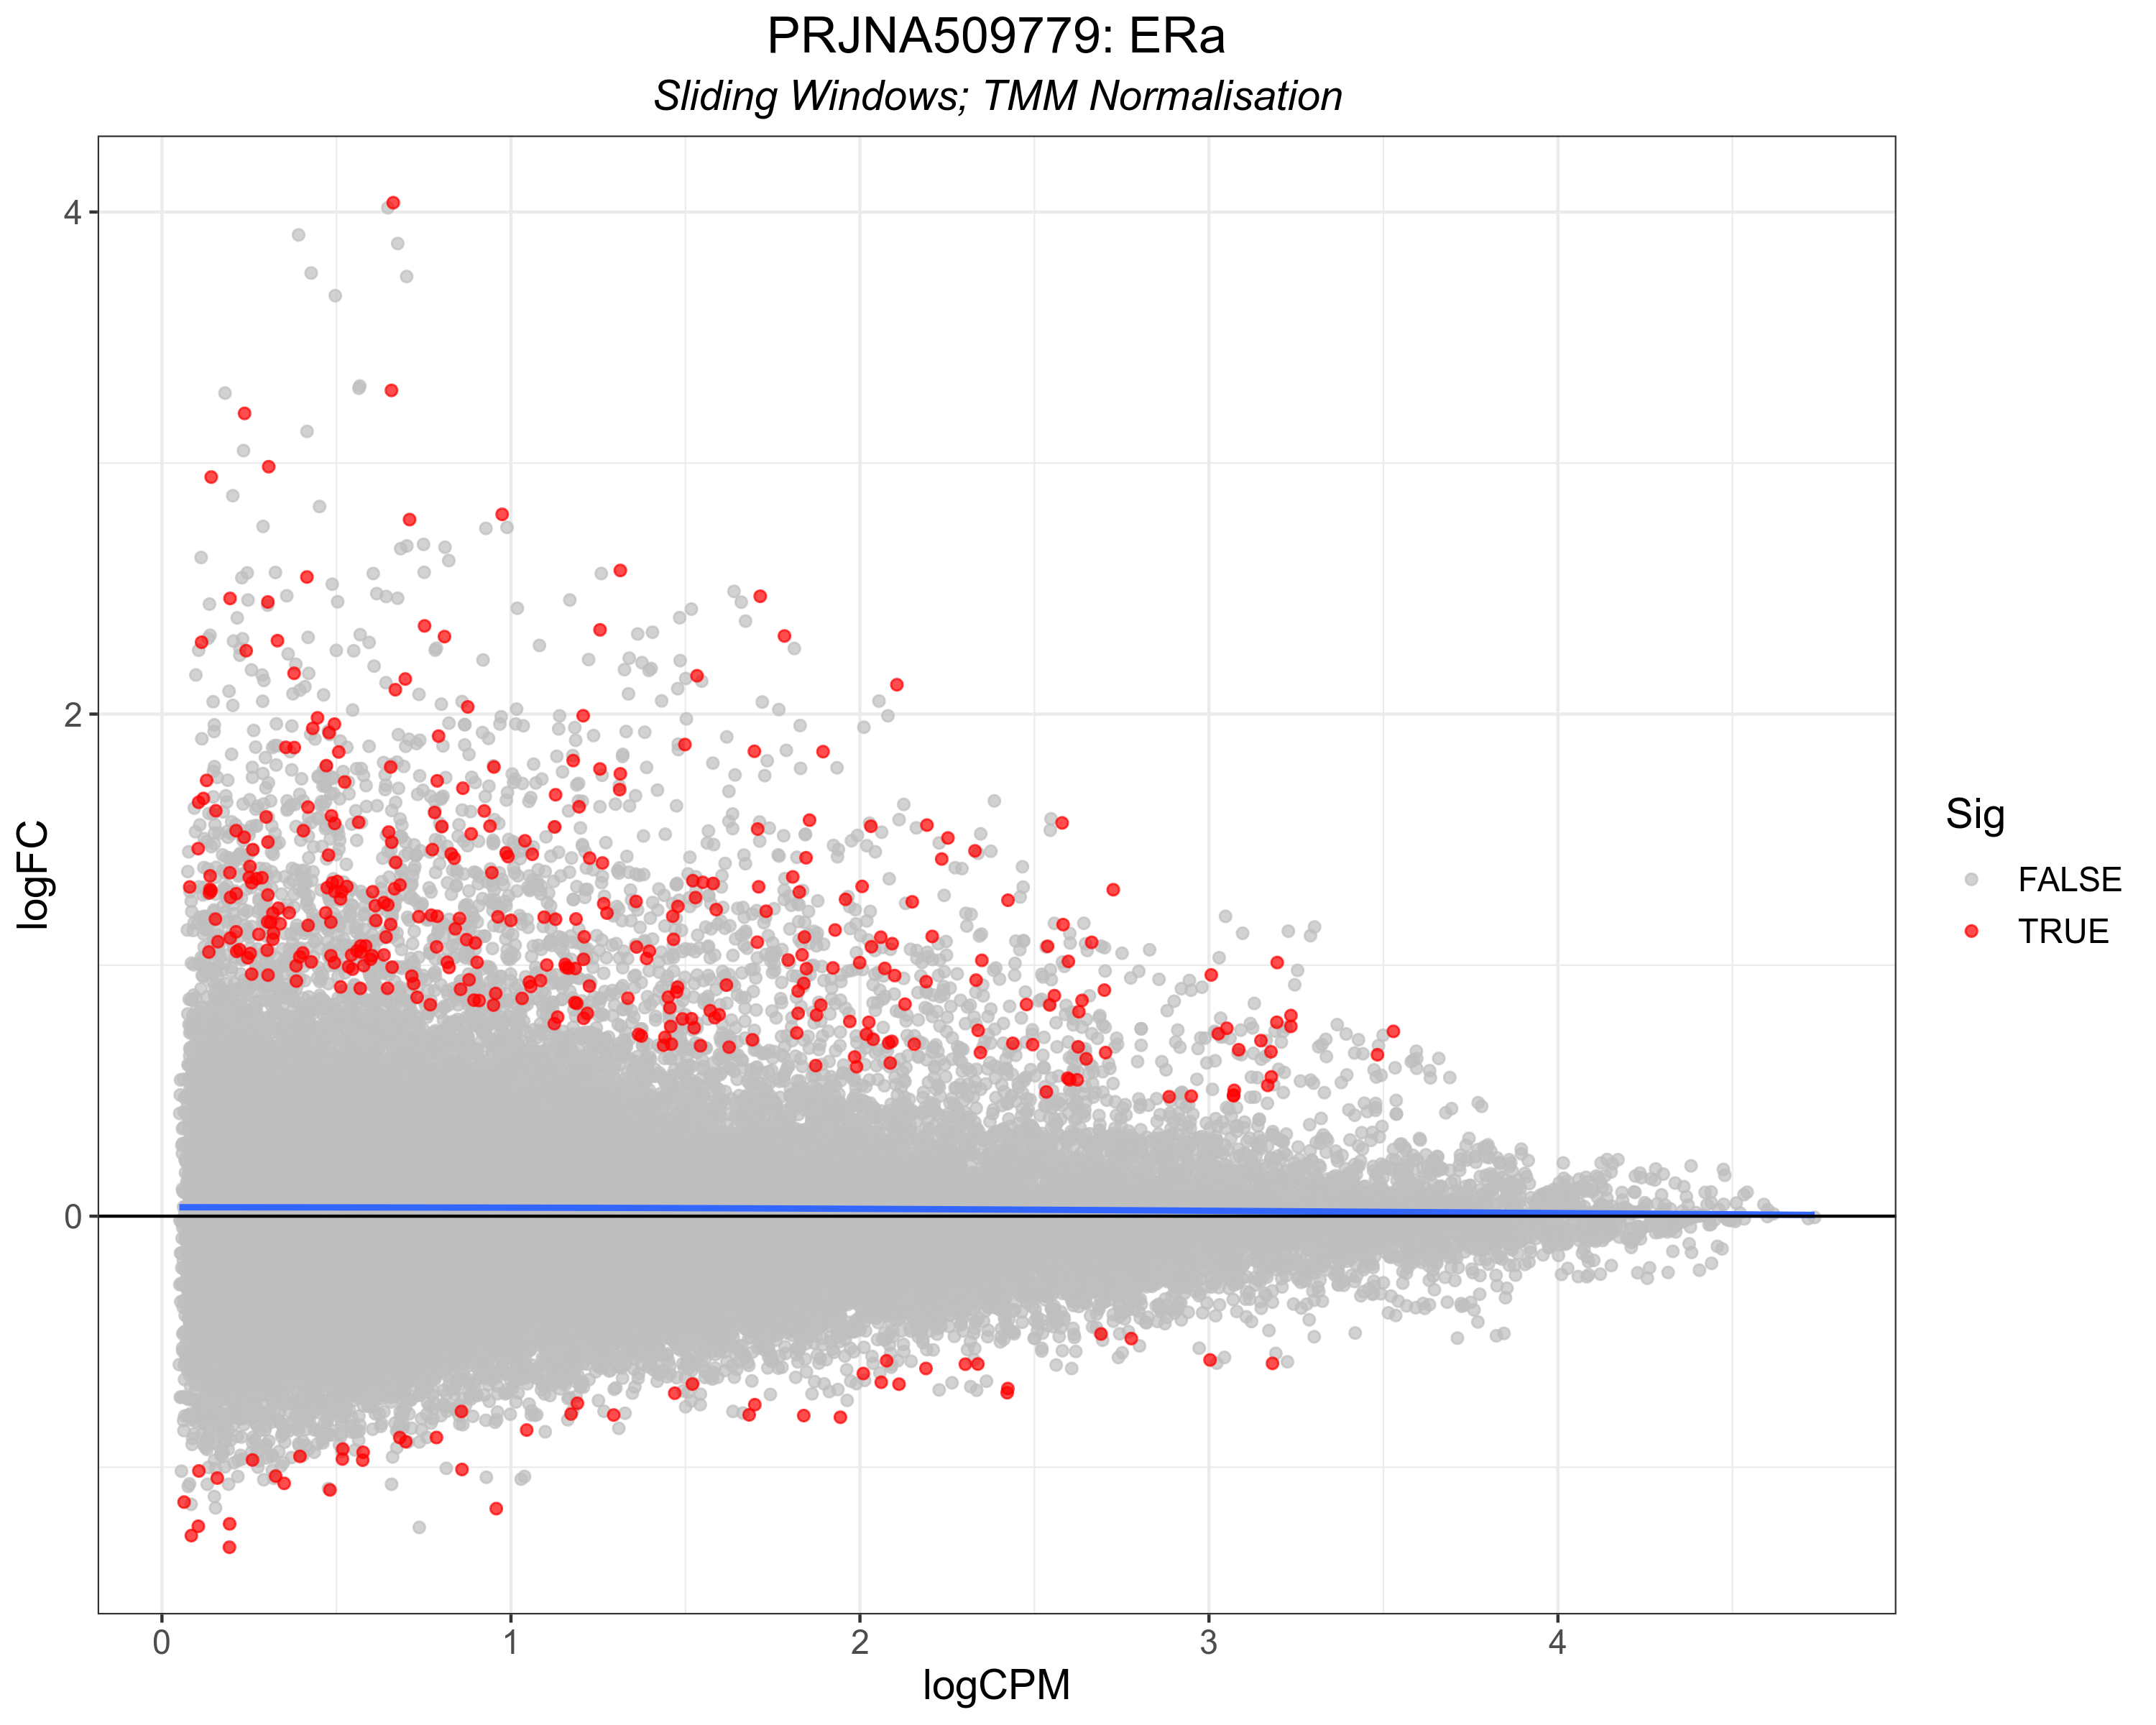 PRJNA509779: ERa
Sliding Windows; TMM Normalisation
4
2
0
logFC
0
1
2
3
4
logCPM
Sig
FALSE
TRUE